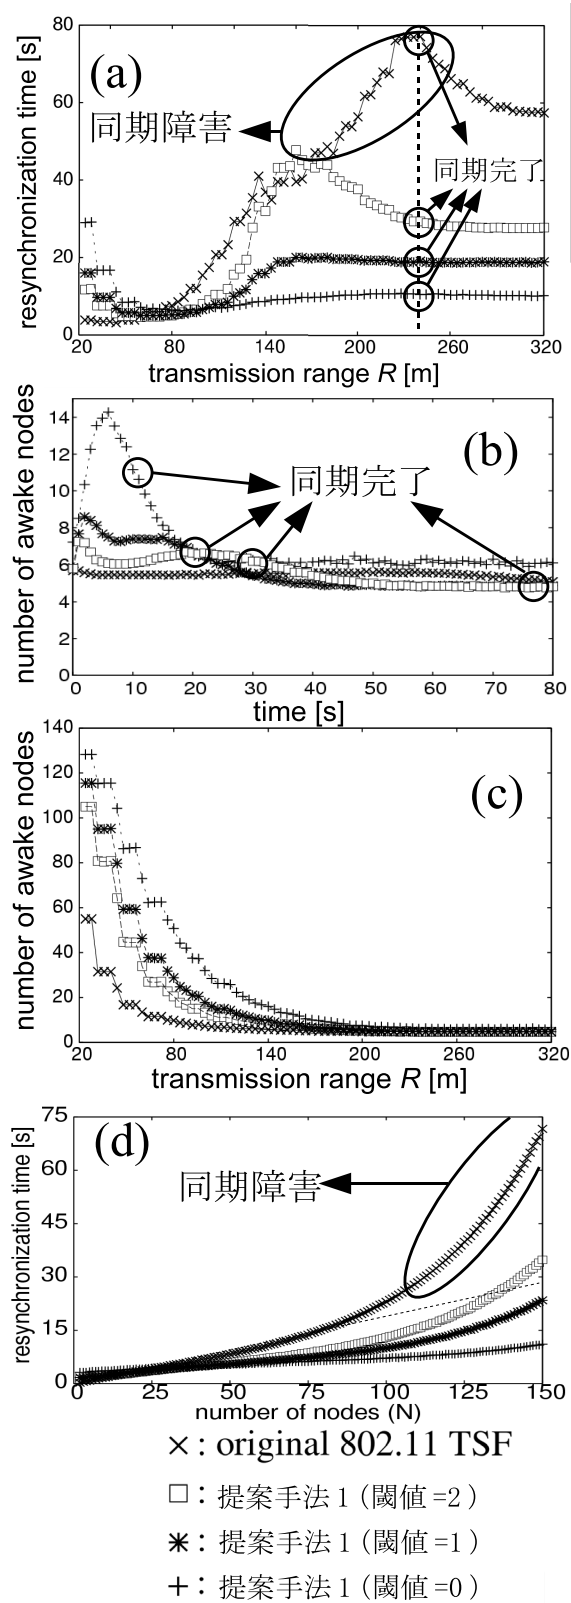 80
60
40
20
0
resynchronization time [s]
(a)
同期障害
同期完了
20 80 140 200 260 320
transmission range R [m]
14
12
10
8
6
4
2
0
number of awake nodes
(b)
同期完了
0 10 20 30 40 50 60 70 80
time [s]
140
120
100
80
60
40
20
0
number of awake nodes
(c)
20 80 140 200 260 320
transmission range R [m]
75
60
45
30
15
0
resynchronization time [s]
(d)
同期障害
0 25 50 75 100 125 150
number of nodes (N)
×: original 802.11 TSF
□: 提案手法1 (閾値=2)
∗: 提案手法1 (閾値=1)
+: 提案手法1 (閾値=0)